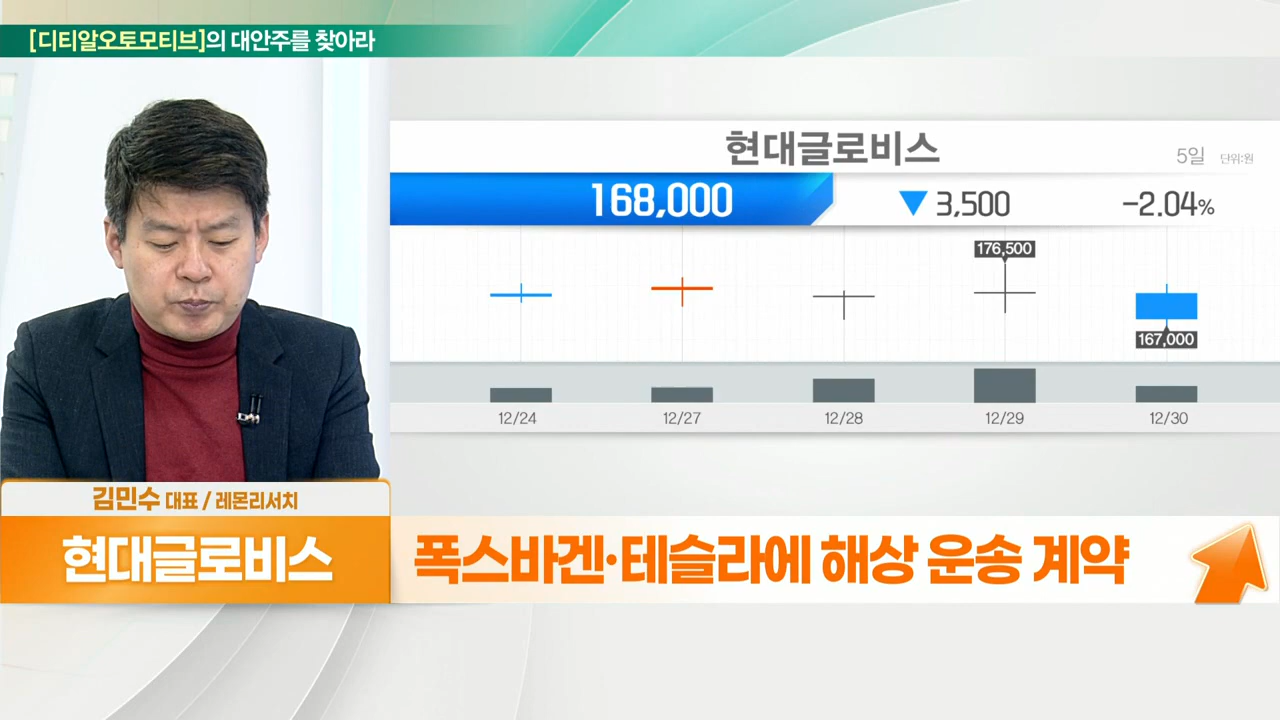 [디티알오토모티브]의 대안주를 찾아라
현대글로비스
5일 단위:원
168,000 ▼ 3,500 -2.04%
176,500
167,000
12/24 12/27 12/28 12/29 12/30
김민수 대표 / 레몬리서치
현대글로비스
폭스바겐·테슬라에 해상 운송 계약